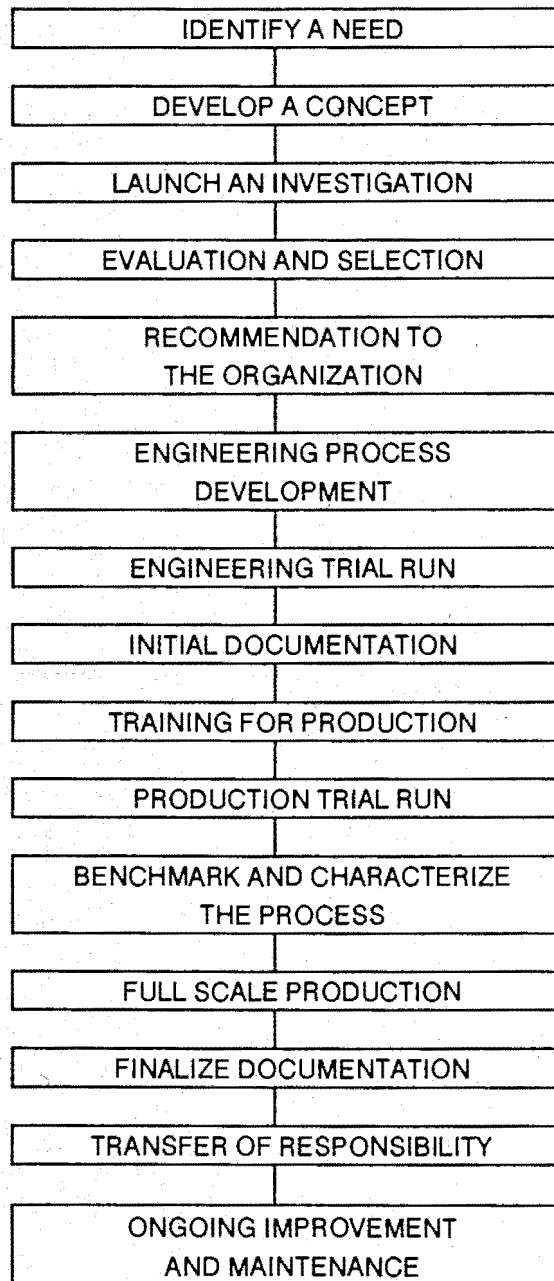 IDENTIFY A NEED
DEVELOP A CONCEPT
LAUNCH AN INVESTIGATION
EVALUATION AND SELECTION
RECOMMENDATION TO
THE ORGANIZATION
ENGINEERING PROCESS
DEVELOPMENT
ENGINEERING TRIAL RUN
INITIAL DOCUMENTATION
TRAINING FOR PRODUCTION
PRODUCTION TRIAL RUN
BENCHMARK AND CHARACTERIZE
THE PROCESS
FULL SCALE PRODUCTION
FINALIZE DOCUMENTATION
TRANSFER OF RESPONSIBILITY
ONGOING IMPROVEMENT
AND MAINTENANCE